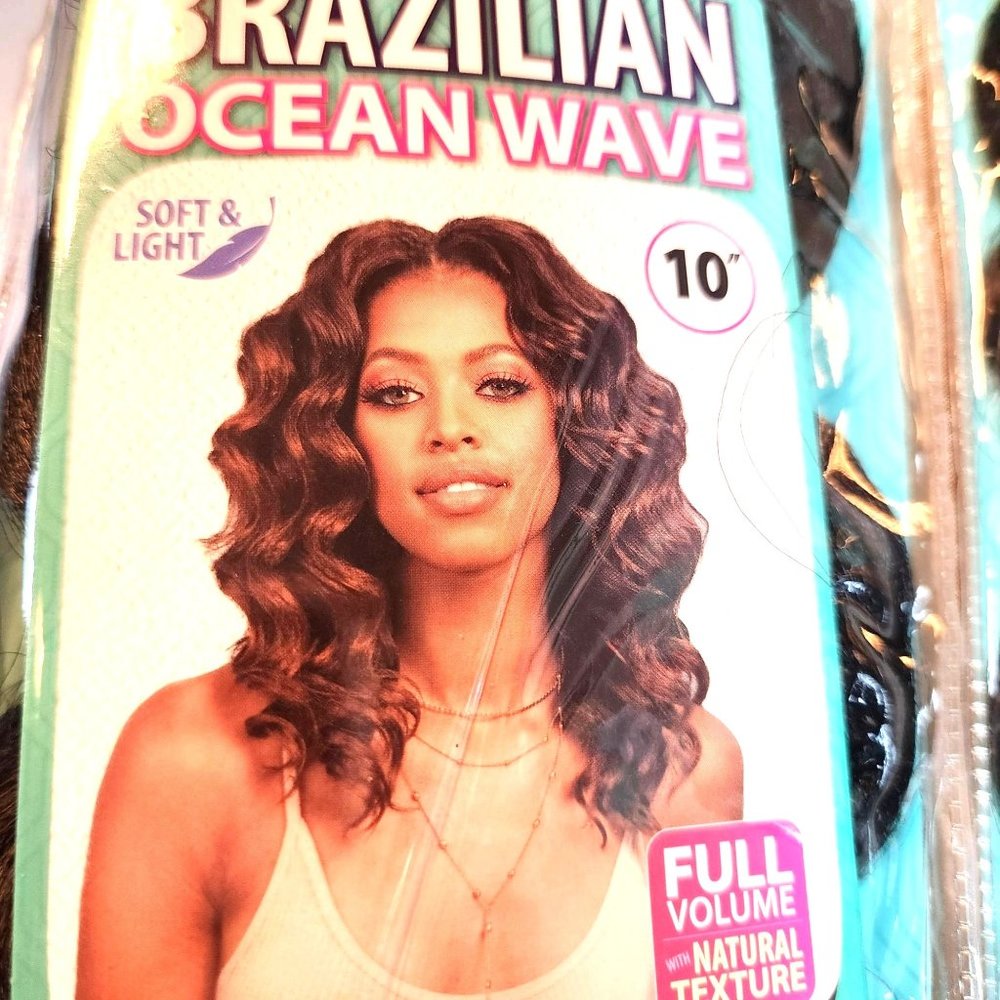 BRAZILIAN
OCEAN WAVE
SOFT &
LIGHT
10"
FULL
VOLUME
WITH NATURAL
TEXTURE